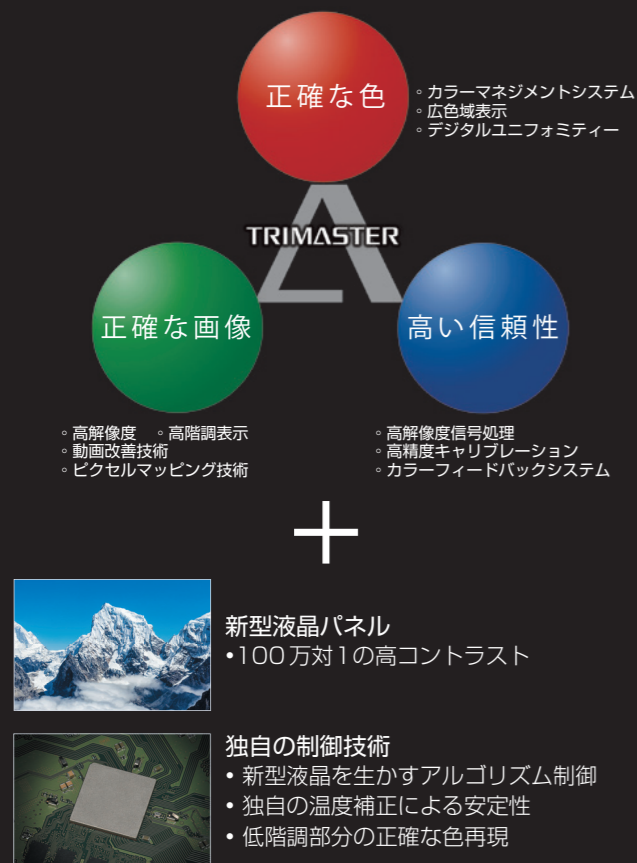 正確な色
◦ カラーマネジメントシステム
◦ 広色域表示
◦ デジタルユニフォミティー
TRIMASTER
正確な画像
高い信頼性
◦ 高解像度 ◦ 高階調表示
◦ 動画改善技術
◦ ピクセルマッピング技術
◦ 高解像度信号処理
◦ 高精度キャリブレーション
◦ カラーフィードバックシステム
+
新型液晶パネル
•100万対1の高コントラスト
独自の制御技術
• 新型液晶を生かすアルゴリズム制御
• 独自の温度補正による安定性
• 低階調部分の正確な色再現